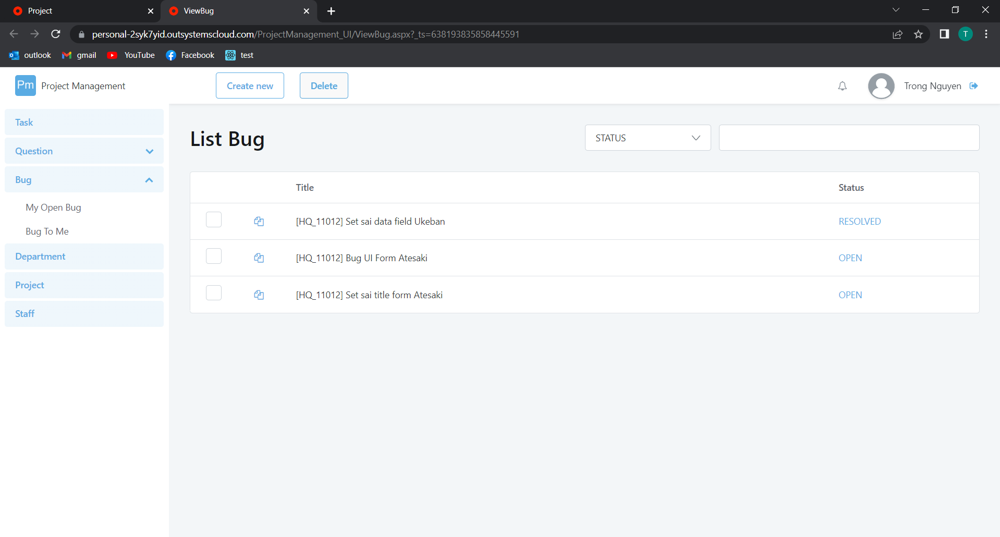 Project
ViewBug
personal-2syk7yid.outsystemscloud.com/ProjectManagement_UI/ViewBug.aspx?_ts=638193835858445591
T
outlook
gmail
YouTube
Facebook
test
Pm Project Management
Create new
Delete
Trong Nguyen
Task
Question
Bug
My Open Bug
Bug To Me
Department
Project
Staff
List Bug
STATUS
Title Status
[HQ_11012] Set sai data field Ukeban RESOLVED
[HQ_11012] Bug UI Form Atesaki OPEN
[HQ_11012] Set sai title form Atesaki OPEN